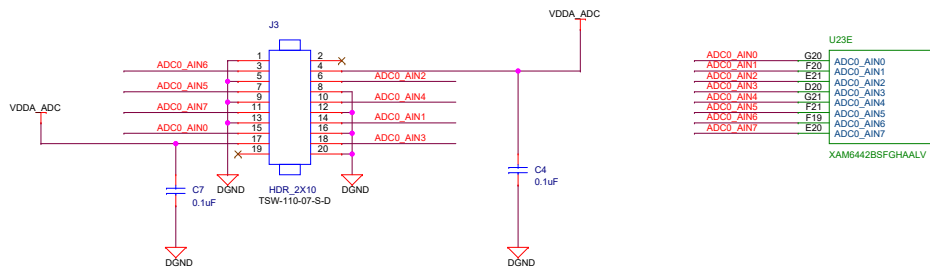 VDDA_ADC
J3
U23E
1 2
ADC0_AIN6 3 4
5 6 ADC0_AIN2
ADC0_AIN5 7 8
9 10 ADC0_AIN4
ADC0_AIN7 11 12
13 14 ADC0_AIN1
ADC0_AIN0 15 16
17 18 ADC0_AIN3
19 20
VDDA_ADC
ADC0_AIN0 G20 ADC0_AIN0
ADC0_AIN1 F20 ADC0_AIN1
ADC0_AIN2 E21 ADC0_AIN2
ADC0_AIN3 D20 ADC0_AIN3
ADC0_AIN4 G21 ADC0_AIN4
ADC0_AIN5 F21 ADC0_AIN5
ADC0_AIN6 F19 ADC0_AIN6
ADC0_AIN7 E20 ADC0_AIN7
XAM6442BSFGHAALV
C4
0.1uF
C7
0.1uF
DGND
HDR_2X10
TSW-110-07-S-D
DGND
DGND
DGND